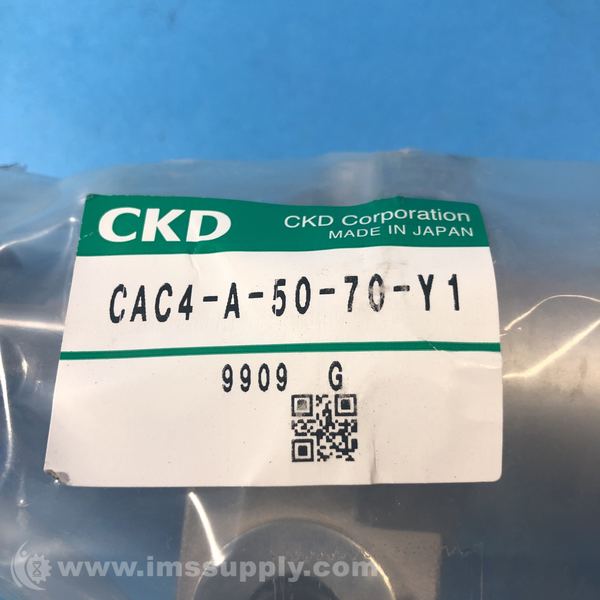 CKD
CKD Corporation
MADE IN JAPAN
CAC4-A-50-70-Y1
9909 G
www.imssupply.com